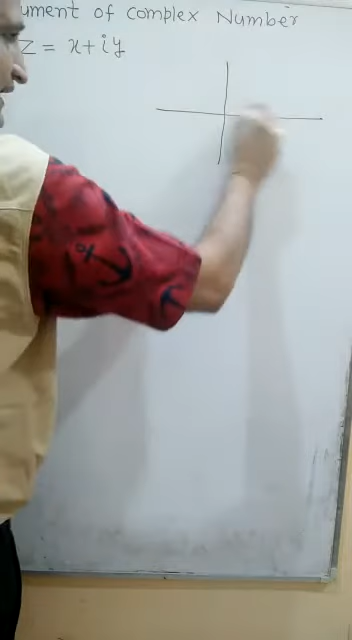 ument of complex Number
z = x+iy